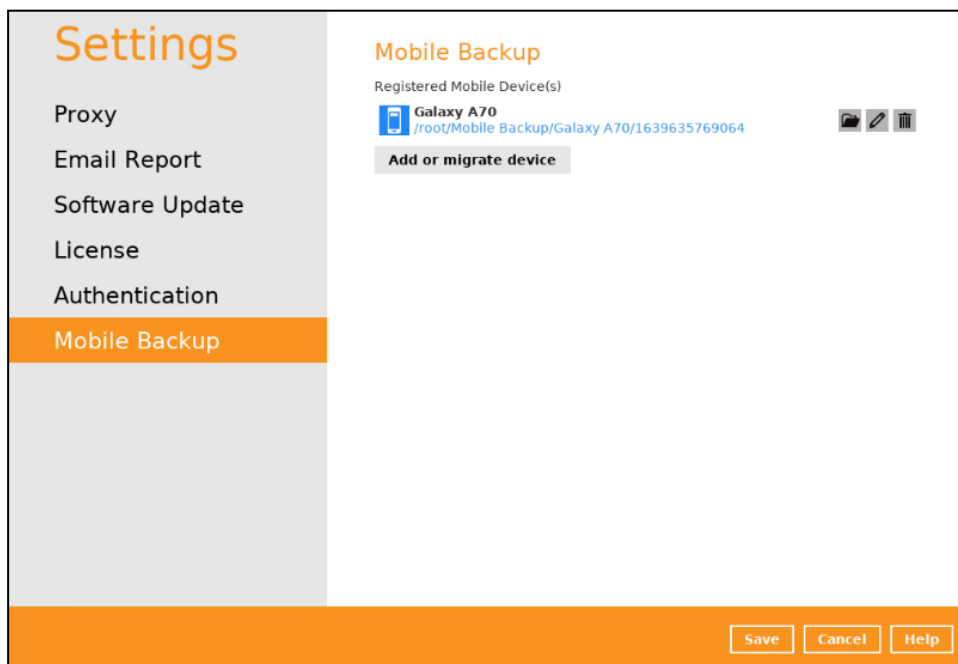 Settings
Proxy
Email Report
Software Update
License
Authentication
Mobile Backup
Mobile Backup
Registered Mobile Device(s)
Galaxy A70
/root/Mobile Backup/Galaxy A70/1639635769064
Add or migrate device
Save
Cancel
Help